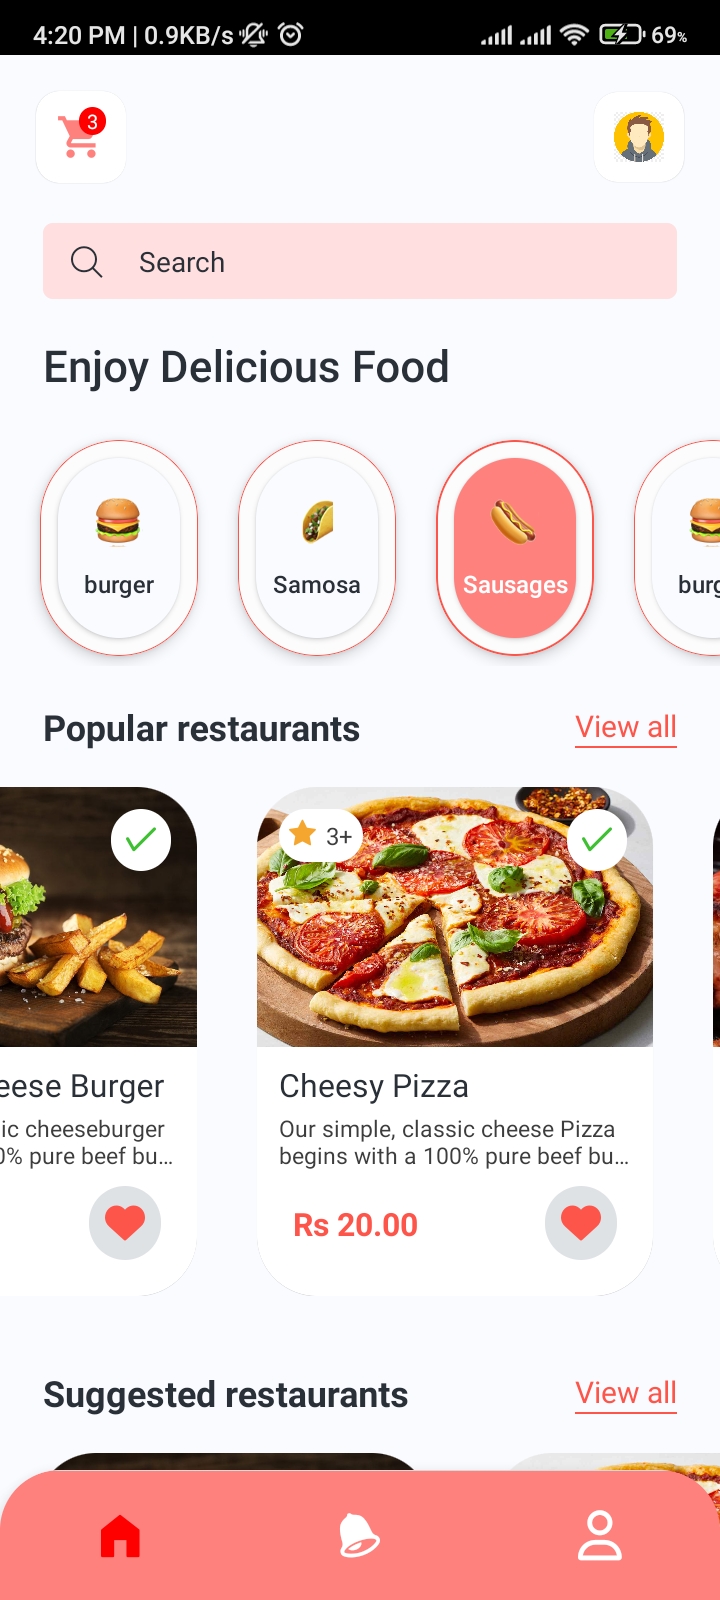 4:20 PM | 0.9KB/s
69%
3
Search
Enjoy Delicious Food
burger
Samosa
Sausages
burg
Popular restaurants
View all
3+
eese Burger
Cheesy Pizza
ic cheeseburger
0% pure beef bu...
Our simple, classic cheese Pizza
begins with a 100% pure beef bu...
Rs 20.00
Suggested restaurants
View all